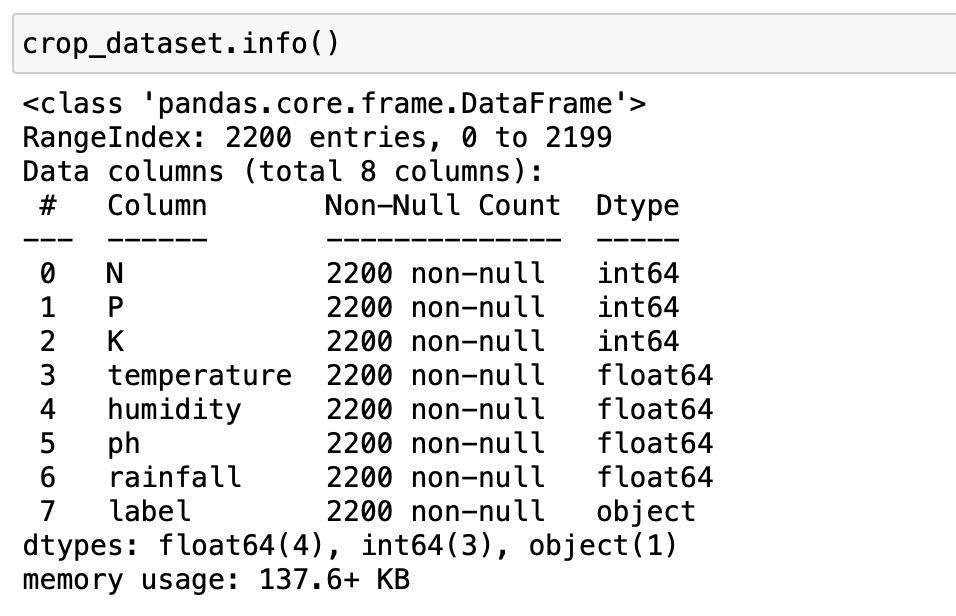 crop_dataset.info()
<class 'pandas.core.frame.DataFrame'>
RangeIndex: 2200 entries, 0 to 2199
Data columns (total 8 columns):
 #   Column       Non-Null Count  Dtype
---  ------       --------------  -----
 0   N            2200 non-null   int64
 1   P            2200 non-null   int64
 2   K            2200 non-null   int64
 3   temperature  2200 non-null   float64
 4   humidity     2200 non-null   float64
 5   ph           2200 non-null   float64
 6   rainfall     2200 non-null   float64
 7   label        2200 non-null   object
dtypes: float64(4), int64(3), object(1)
memory usage: 137.6+ KB